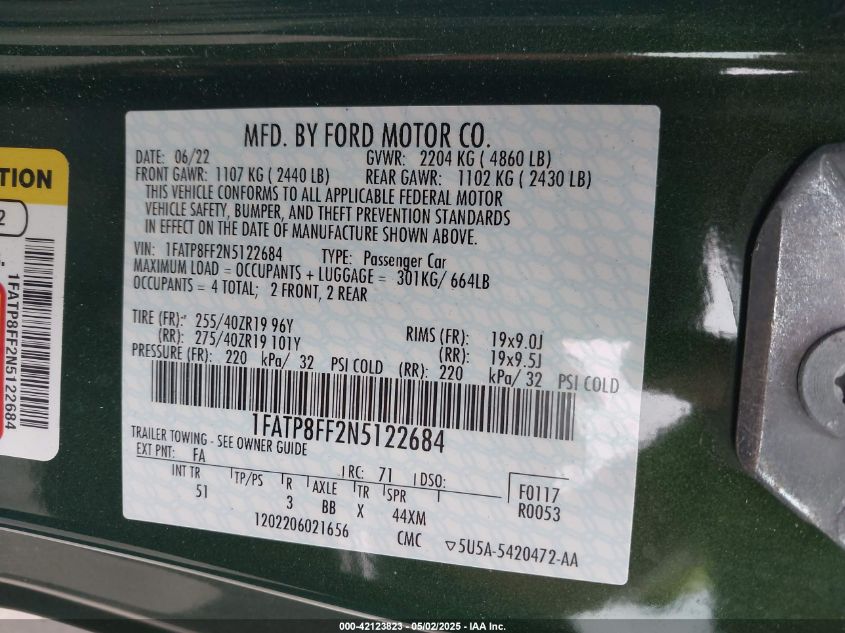 MFD. BY FORD MOTOR CO.
DATE: 06/22 GVWR: 2204 KG ( 4860 LB)
FRONT GAWR: 1107 KG ( 2440 LB) REAR GAWR: 1102 KG ( 2430 LB)
THIS VEHICLE CONFORMS TO ALL APPLICABLE FEDERAL MOTOR
VEHICLE SAFETY, BUMPER, AND THEFT PREVENTION STANDARDS
IN EFFECT ON THE DATE OF MANUFACTURE SHOWN ABOVE.
VIN: 1FATP8FF2N5122684 TYPE: Passenger Car
MAXIMUM LOAD = OCCUPANTS + LUGGAGE = 301KG/ 664LB
OCCUPANTS = 4 TOTAL; 2 FRONT, 2 REAR
TIRE (FR): 255/40ZR19 96Y RIMS (FR): 19x9.0J
(RR): 275/40ZR19 101Y (RR): 19x9.5J
PRESSURE (FR): 220 kPa/ 32 PSI COLD (RR): 220 kPa/ 32 PSI COLD
1FATP8FF2N5122684
TRAILER TOWING - SEE OWNER GUIDE
EXT PNT: FA RC: 71 DSO: F0117
INT TR TP/PS R AXLE TR SPR R0053
51 3 BB X 44XM
1202206021656 CMC ▽5U5A-5420472-AA
TION
2
1FATP8FF2N5122684
000-42123823 - 05/02/2025 - IAA Inc.